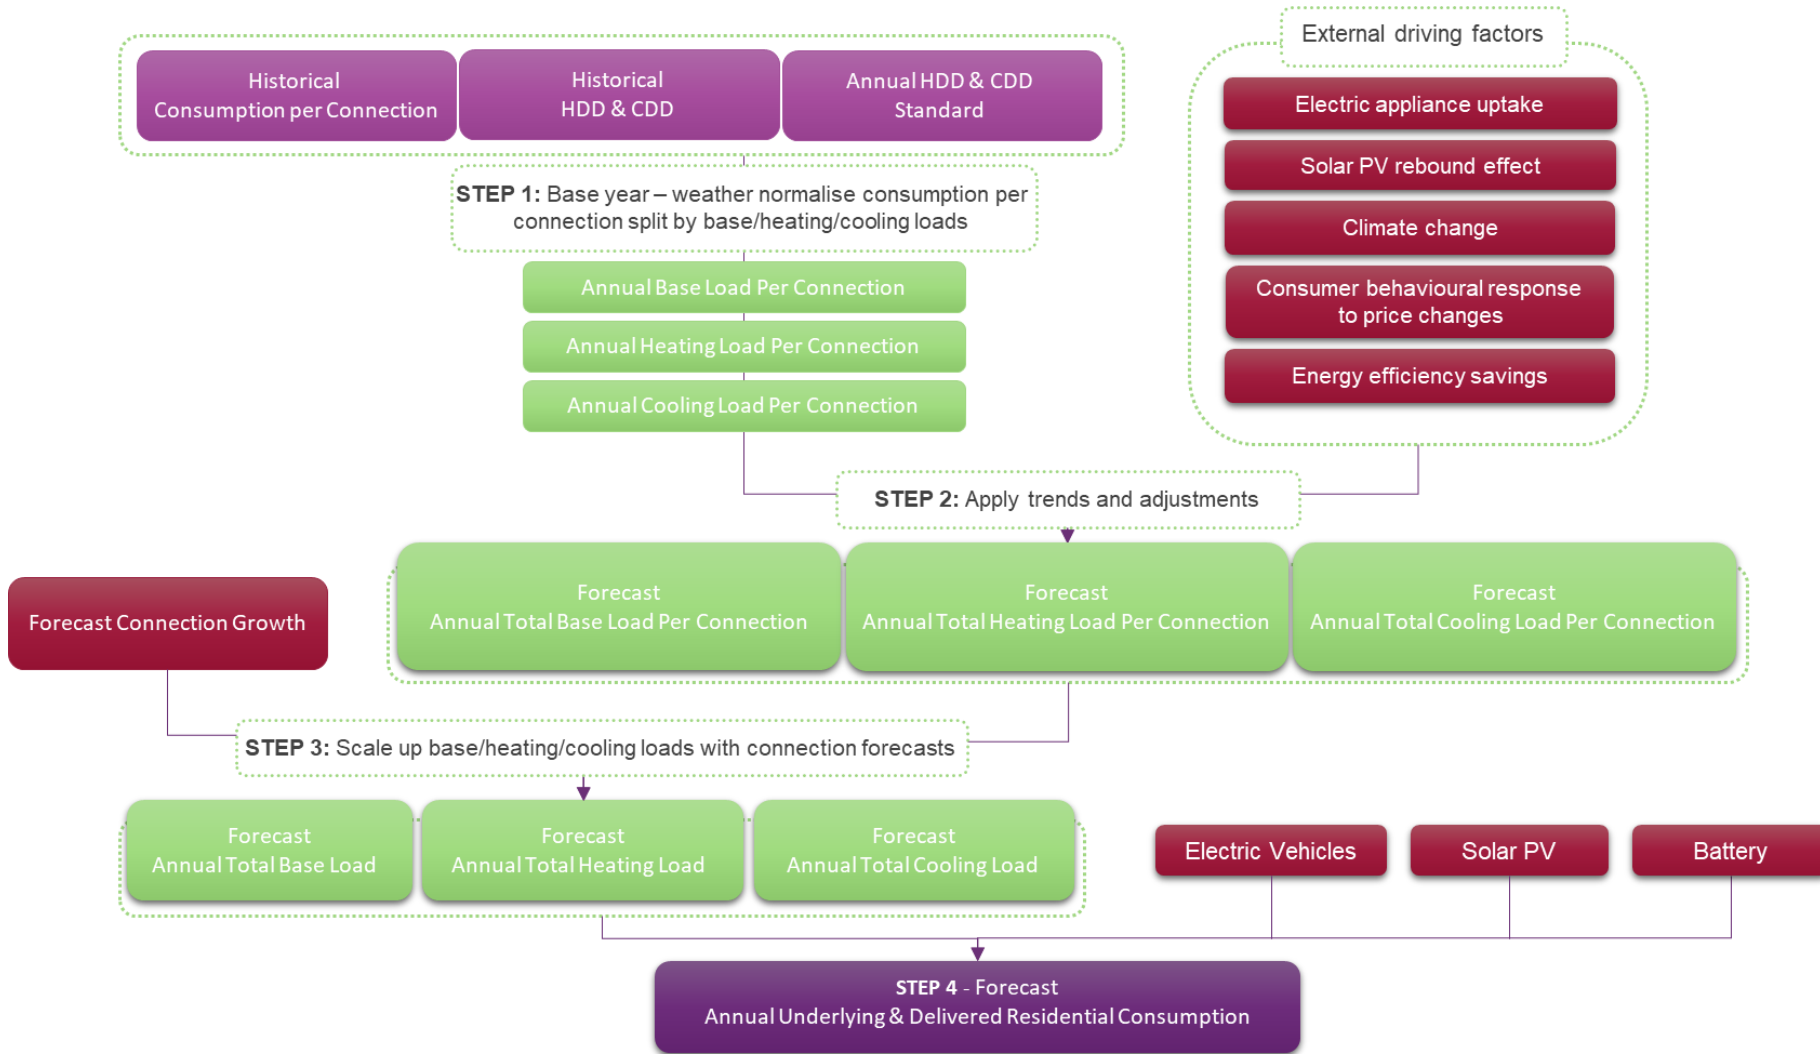 Historical
Consumption per Connection
Historical
HDD & CDD
Annual HDD & CDD
Standard
External driving factors
Electric appliance uptake
Solar PV rebound effect
Climate change
Consumer behavioural response
to price changes
Energy efficiency savings
STEP 1: Base year – weather normalise consumption per
connection split by base/heating/cooling loads
Annual Base Load Per Connection
Annual Heating Load Per Connection
Annual Cooling Load Per Connection
STEP 2: Apply trends and adjustments
Forecast
Annual Total Base Load Per Connection
Forecast
Annual Total Heating Load Per Connection
Forecast
Annual Total Cooling Load Per Connection
Forecast Connection Growth
STEP 3: Scale up base/heating/cooling loads with connection forecasts
Forecast
Annual Total Base Load
Forecast
Annual Total Heating Load
Forecast
Annual Total Cooling Load
Electric Vehicles
Solar PV
Battery
STEP 4 - Forecast
Annual Underlying & Delivered Residential Consumption